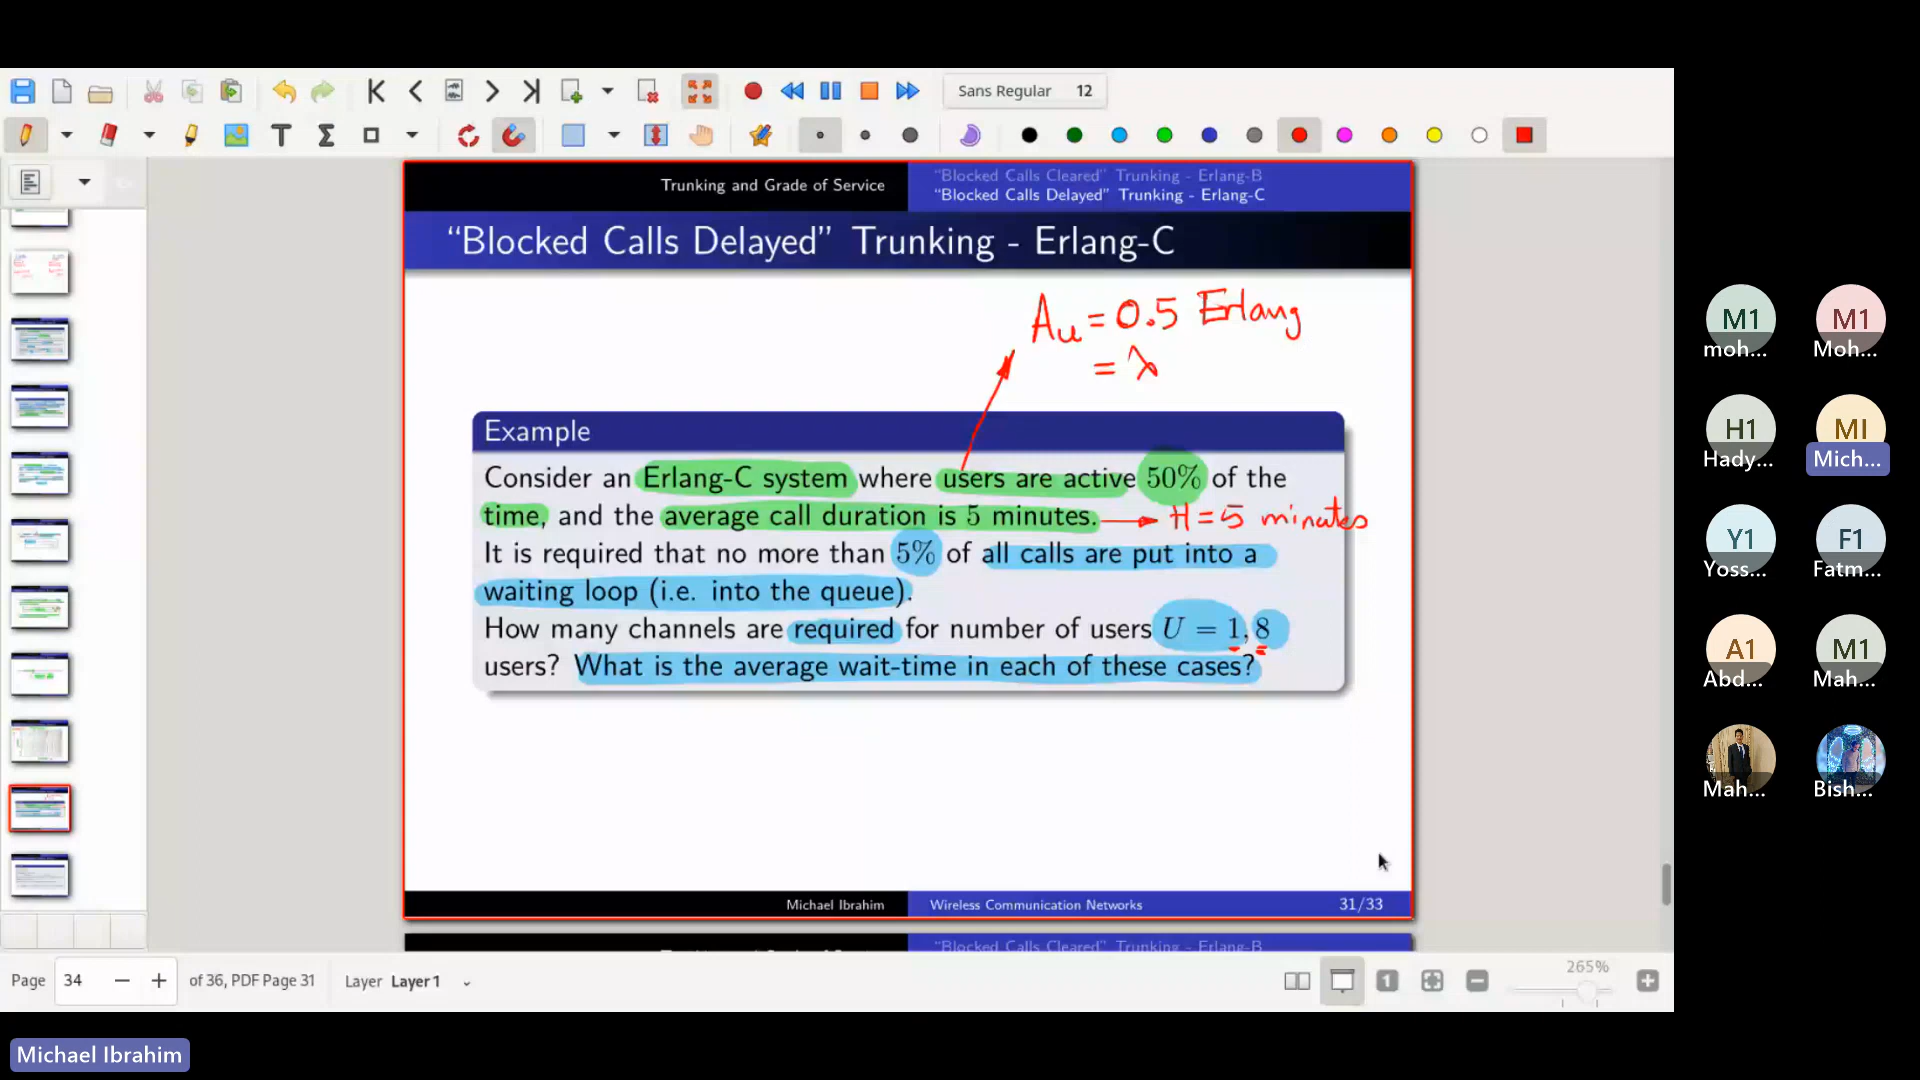 Sans Regular 12
Trunking and Grade of Service
“Blocked Calls Cleared” Trunking - Erlang-B
“Blocked Calls Delayed” Trunking - Erlang-C
“Blocked Calls Delayed” Trunking - Erlang-C
Au = 0.5 Erlang
= λ
Example
Consider an Erlang-C system where users are active 50% of the
time, and the average call duration is 5 minutes. → H = 5 minutes
It is required that no more than 5% of all calls are put into a
waiting loop (i.e. into the queue).
How many channels are required for number of users U = 1, 8
users? What is the average wait-time in each of these cases?
Michael Ibrahim
Wireless Communication Networks
31/33
“Blocked Calls Cleared” Trunking - Erlang-B
Page 34 of 36, PDF Page 31
Layer Layer 1
1
265%
M1
moh...
M1
Moh...
H1
Hady...
MI
Mich...
Y1
Yoss...
F1
Fatm...
A1
Abd...
M1
Mah...
Mah...
Bish...
Michael Ibrahim